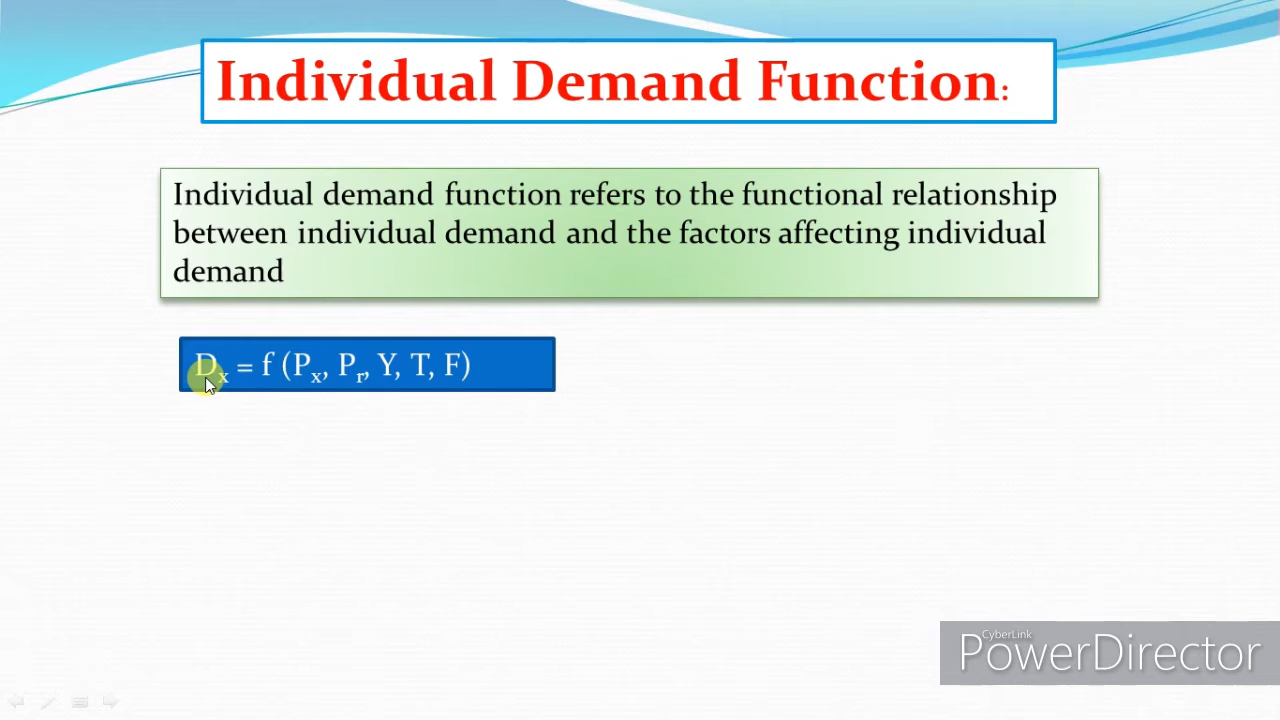 Individual Demand Function:
Individual demand function refers to the functional relationship
between individual demand and the factors affecting individual
demand
Dₓ = f (Pₓ, Pᵣ, Y, T, F)
CyberLink
PowerDirector